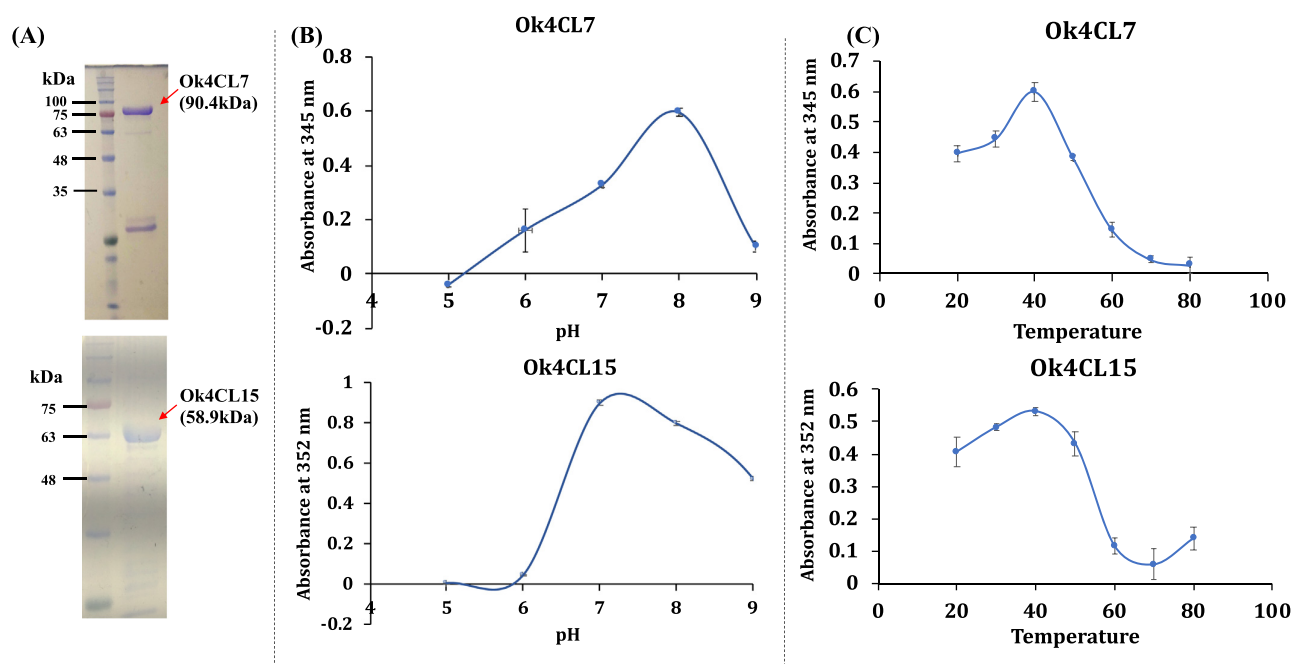 (A)
kDa
100
75
63
48
35
Ok4CL7
(90.4kDa)
kDa
75
63
48
Ok4CL15
(58.9kDa)
(B)
Ok4CL7
Absorbance at 345 nm
0.8
0.6
0.4
0.2
0
-0.2
4
5
6
7
8
9
pH
Ok4CL15
Absorbance at 352 nm
1
0.8
0.6
0.4
0.2
0
-0.2
4
5
6
7
8
9
pH
(C)
Ok4CL7
Absorbance at 345 nm
0.7
0.6
0.5
0.4
0.3
0.2
0.1
0
0
20
40
60
80
100
Temperature
Ok4CL15
Absorbance at 352 nm
0.6
0.5
0.4
0.3
0.2
0.1
0
0
20
40
60
80
100
Temperature